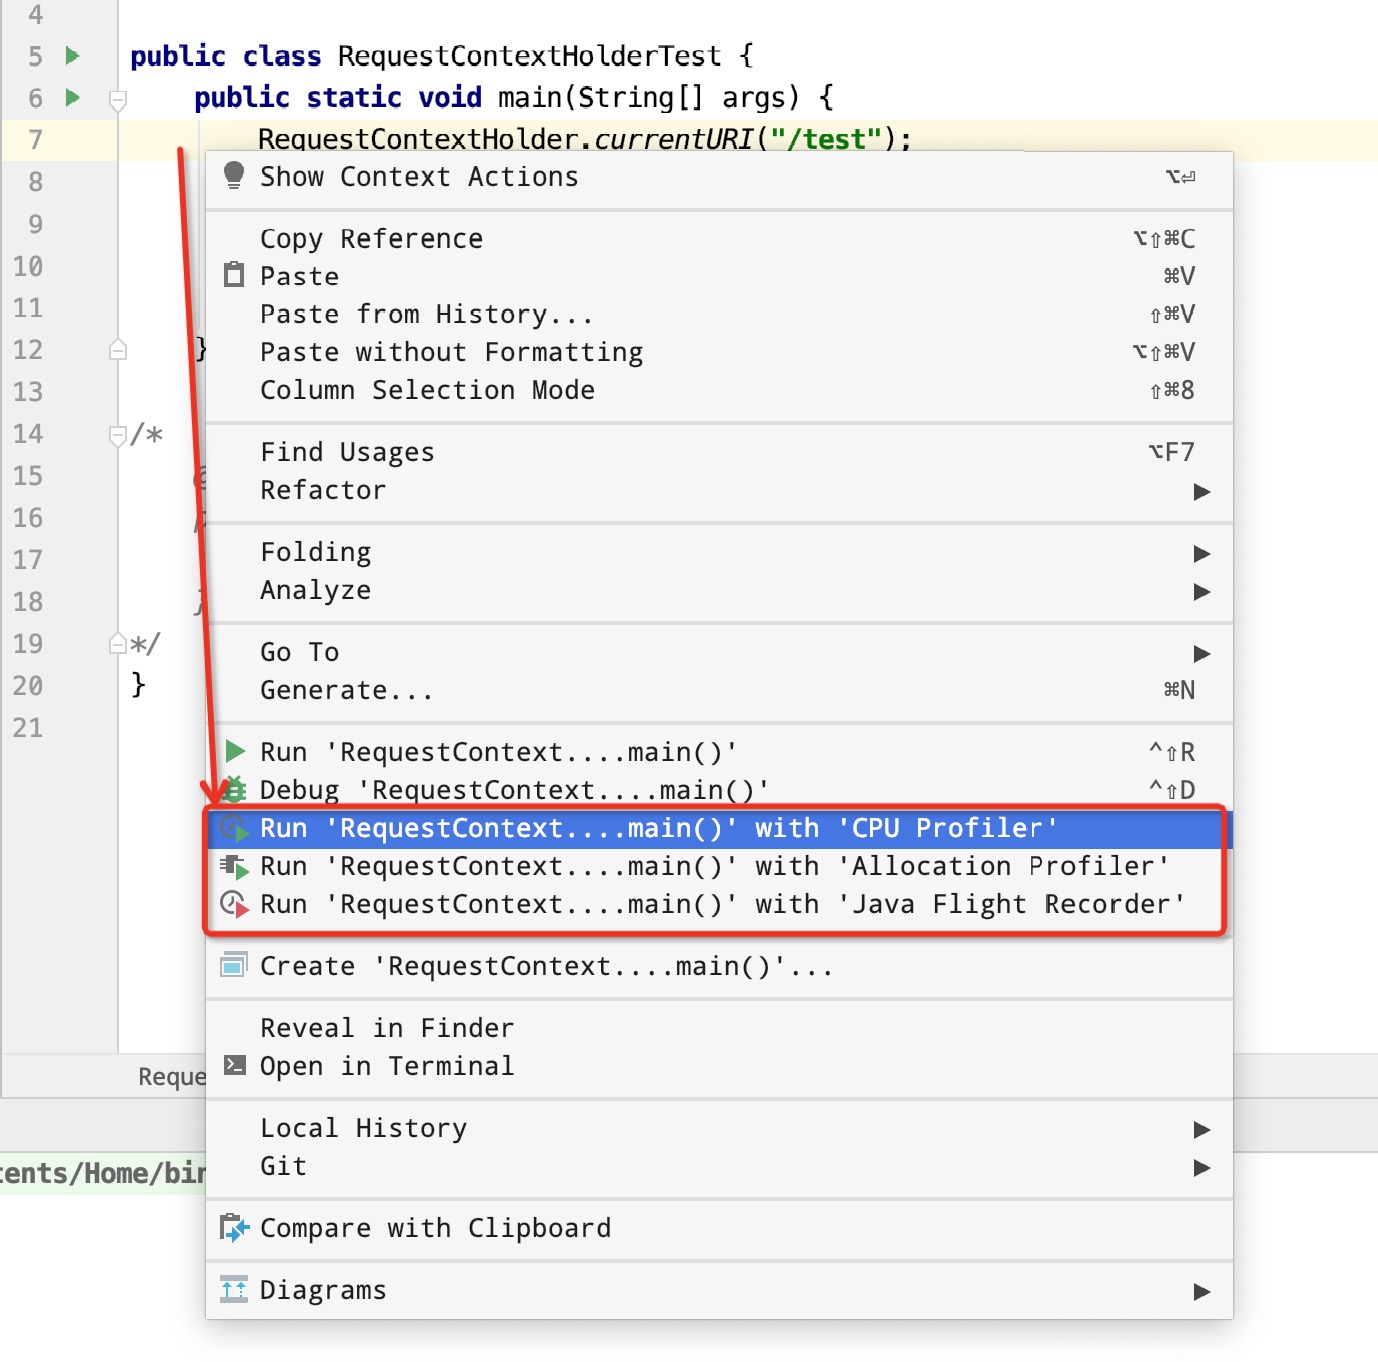 4
5 public class RequestContextHolderTest {
6 public static void main(String[] args) {
7 RequestContextHolder.currentURI("/test");
8
9
10
11
12 }
13
14 /*
15 @
16 p
17
18 }
19 */
20 }
21
Show Context Actions ⌥⏎
Copy Reference ⌥⇧⌘C
Paste ⌘V
Paste from History... ⇧⌘V
Paste without Formatting ⌥⇧⌘V
Column Selection Mode ⇧⌘8
Find Usages ⌥F7
Refactor ▶
Folding ▶
Analyze ▶
Go To ▶
Generate... ⌘N
Run 'RequestContext....main()' ^⇧R
Debug 'RequestContext....main()' ^⇧D
Run 'RequestContext....main()' with 'CPU Profiler'
Run 'RequestContext....main()' with 'Allocation Profiler'
Run 'RequestContext....main()' with 'Java Flight Recorder'
Create 'RequestContext....main()'...
Reveal in Finder
Open in Terminal
Local History ▶
Git ▶
Compare with Clipboard
Diagrams ▶
Reque
tents/Home/bin